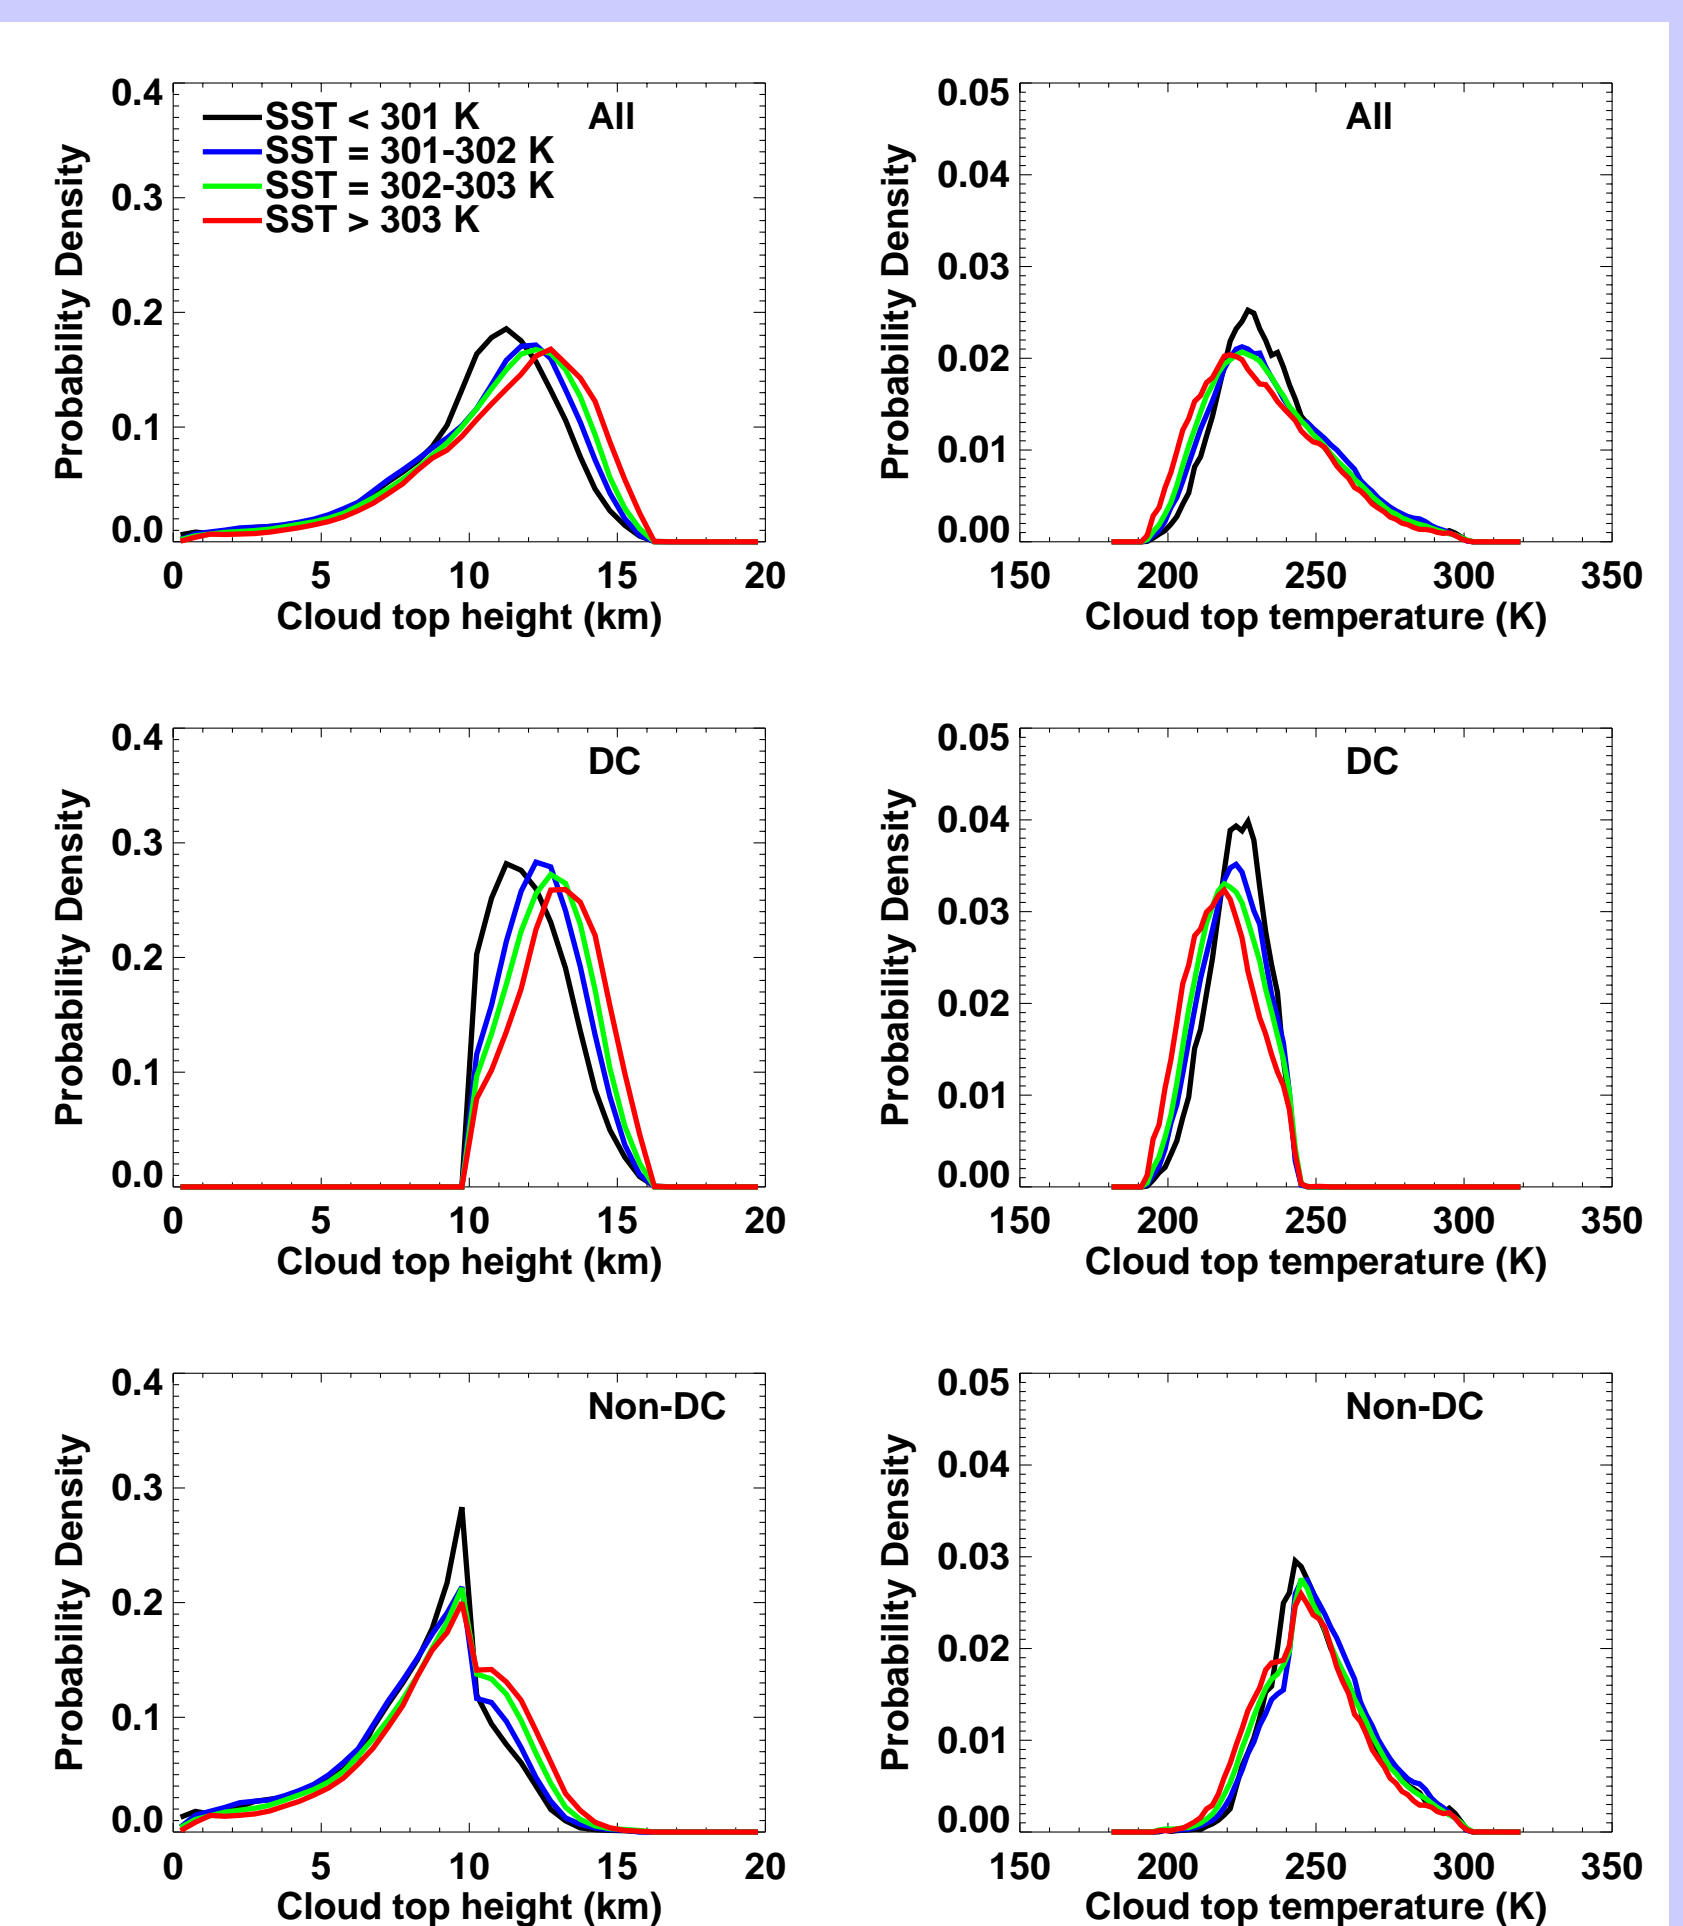 0.4
0.3
0.2
0.1
0.0
Probability Density
SST < 301 K
SST = 301-302 K
SST = 302-303 K
SST > 303 K
All
0 5 10 15 20
Cloud top height (km)
0.05
0.04
0.03
0.02
0.01
0.00
Probability Density
All
150 200 250 300 350
Cloud top temperature (K)
0.4
0.3
0.2
0.1
0.0
Probability Density
DC
0 5 10 15 20
Cloud top height (km)
0.05
0.04
0.03
0.02
0.01
0.00
Probability Density
DC
150 200 250 300 350
Cloud top temperature (K)
0.4
0.3
0.2
0.1
0.0
Probability Density
Non-DC
0 5 10 15 20
Cloud top height (km)
0.05
0.04
0.03
0.02
0.01
0.00
Probability Density
Non-DC
150 200 250 300 350
Cloud top temperature (K)